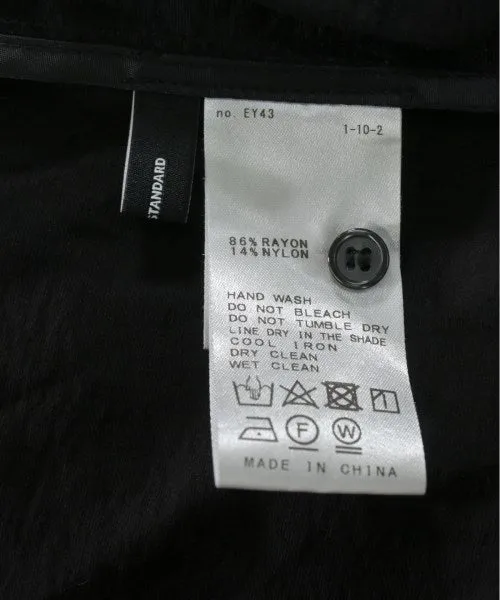 no. EY43
1-10-2
STANDARD
86% RAYON
14% NYLON
HAND WASH
DO NOT BLEACH
DO NOT TUMBLE DRY
LINE DRY IN THE SHADE
COOL IRON
DRY CLEAN
WET CLEAN
F
W
MADE IN CHINA